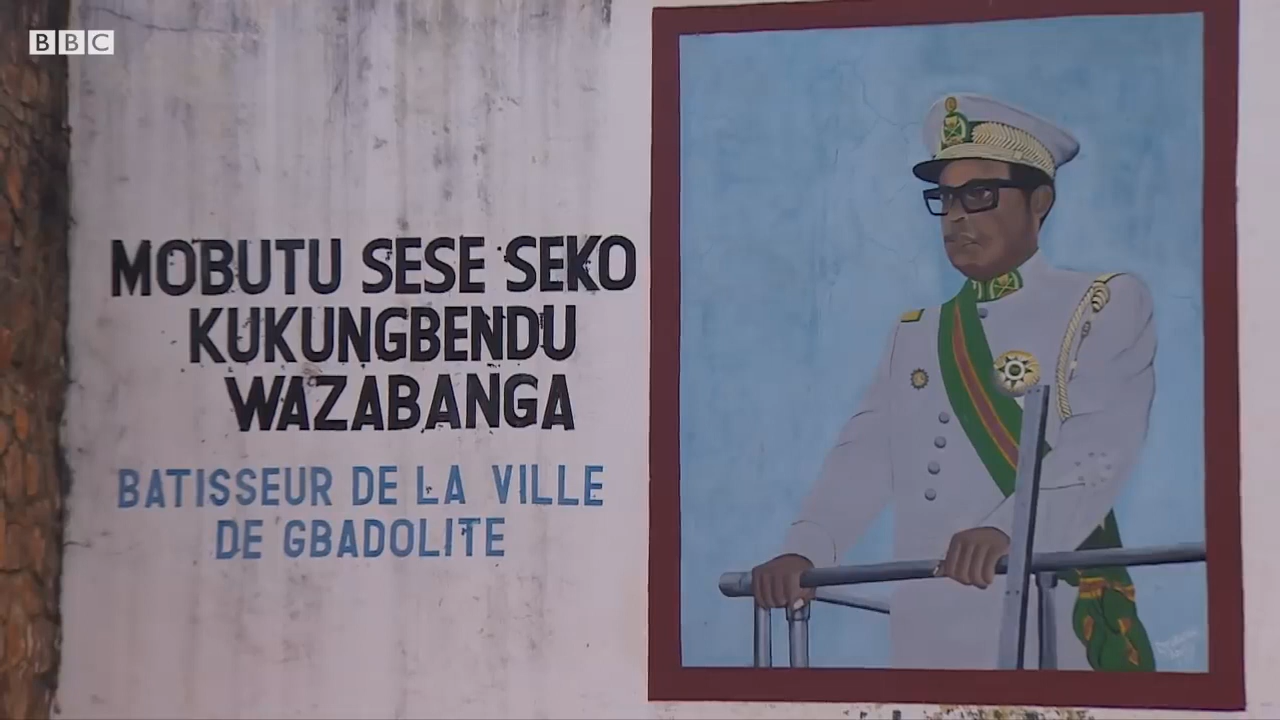 BBC
MOBUTU SESE SEKO
KUKUNGBENDU
WAZABANGA
BATISSEUR DE LA VILLE
DE GBADOLITE